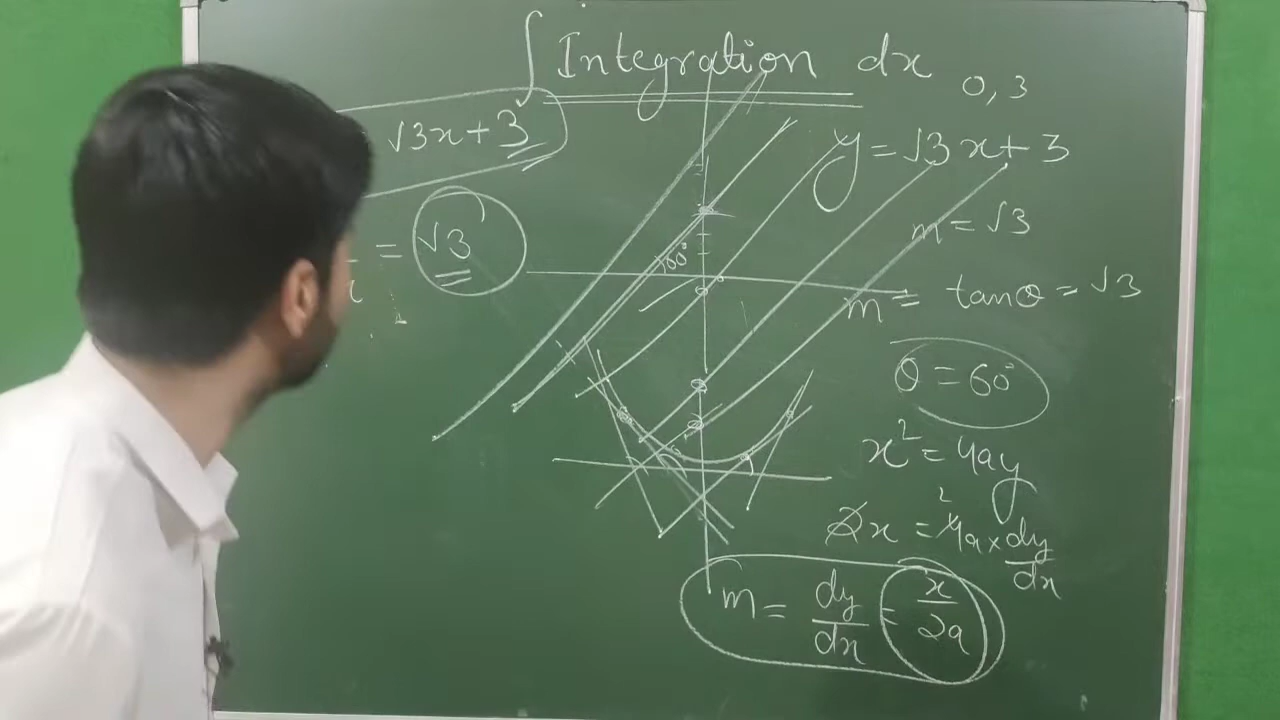 ∫ Integration dx
0, 3
√3x+3
y = √3x + 3
= √3
60°
m = √3
m = tanθ = √3
θ = 60°
x² = 4ay
2x = 4a × dy/dx
2
m = dy/dx = x/2a